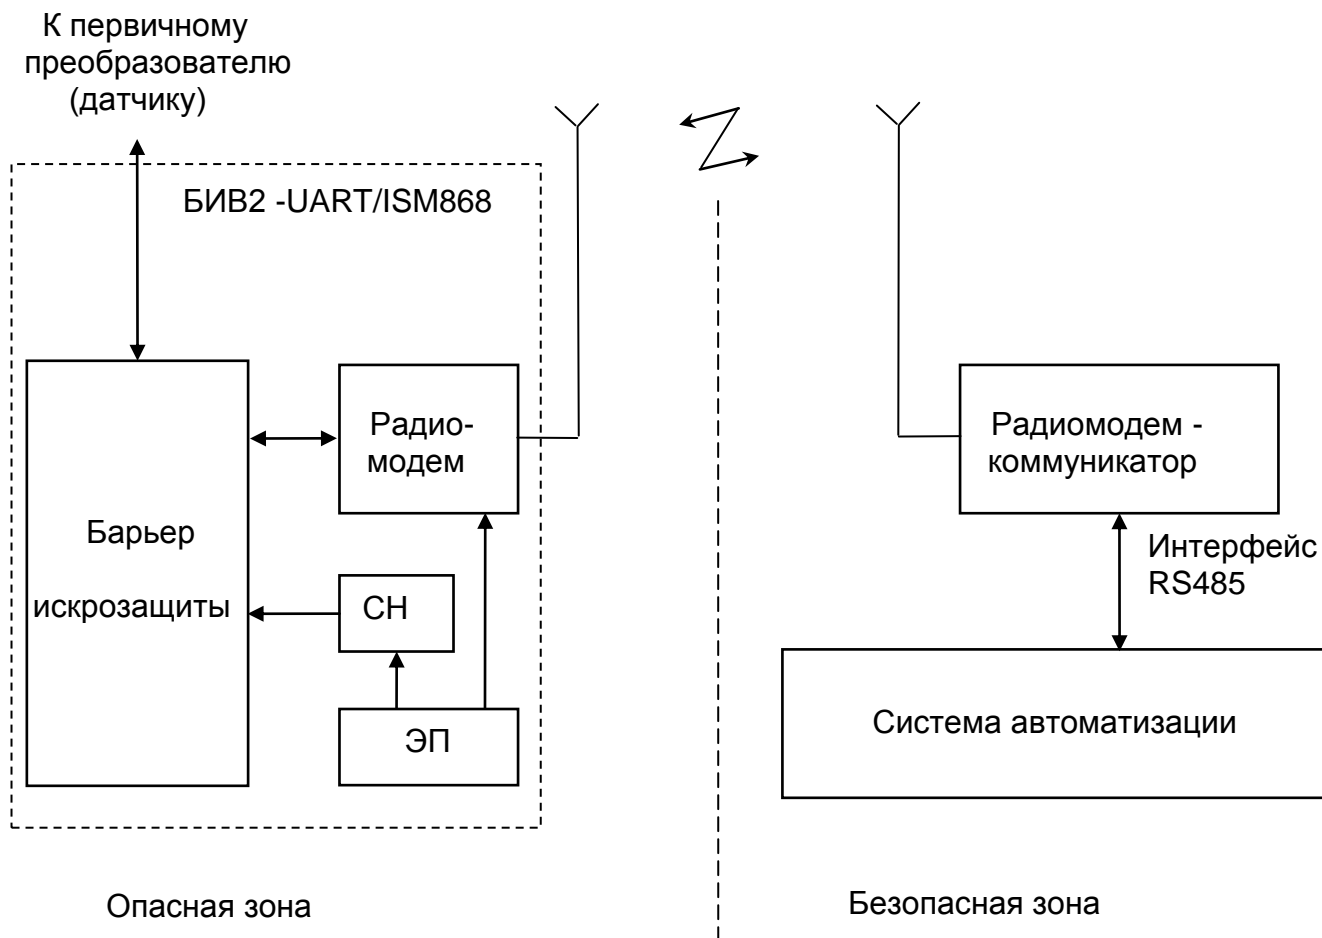 К первичному
преобразователю
(датчику)
БИВ2 -UART/ISM868
Радио-
модем
Барьер
искрозащиты
СН
ЭП
Опасная зона
Радиомодем -
коммуникатор
Интерфейс
RS485
Система автоматизации
Безопасная зона